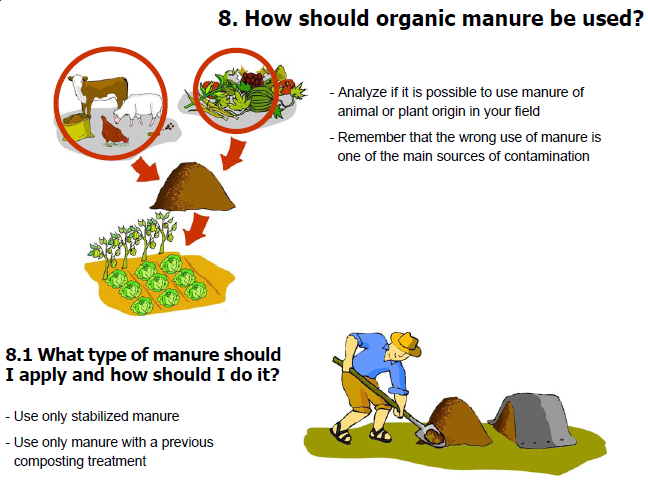 8. How should organic manure be used?
- Analyze if it is possible to use manure of
animal or plant origin in your field
- Remember that the wrong use of manure is
one of the main sources of contamination
8.1 What type of manure should
I apply and how should I do it?
- Use only stabilized manure
- Use only manure with a previous
composting treatment